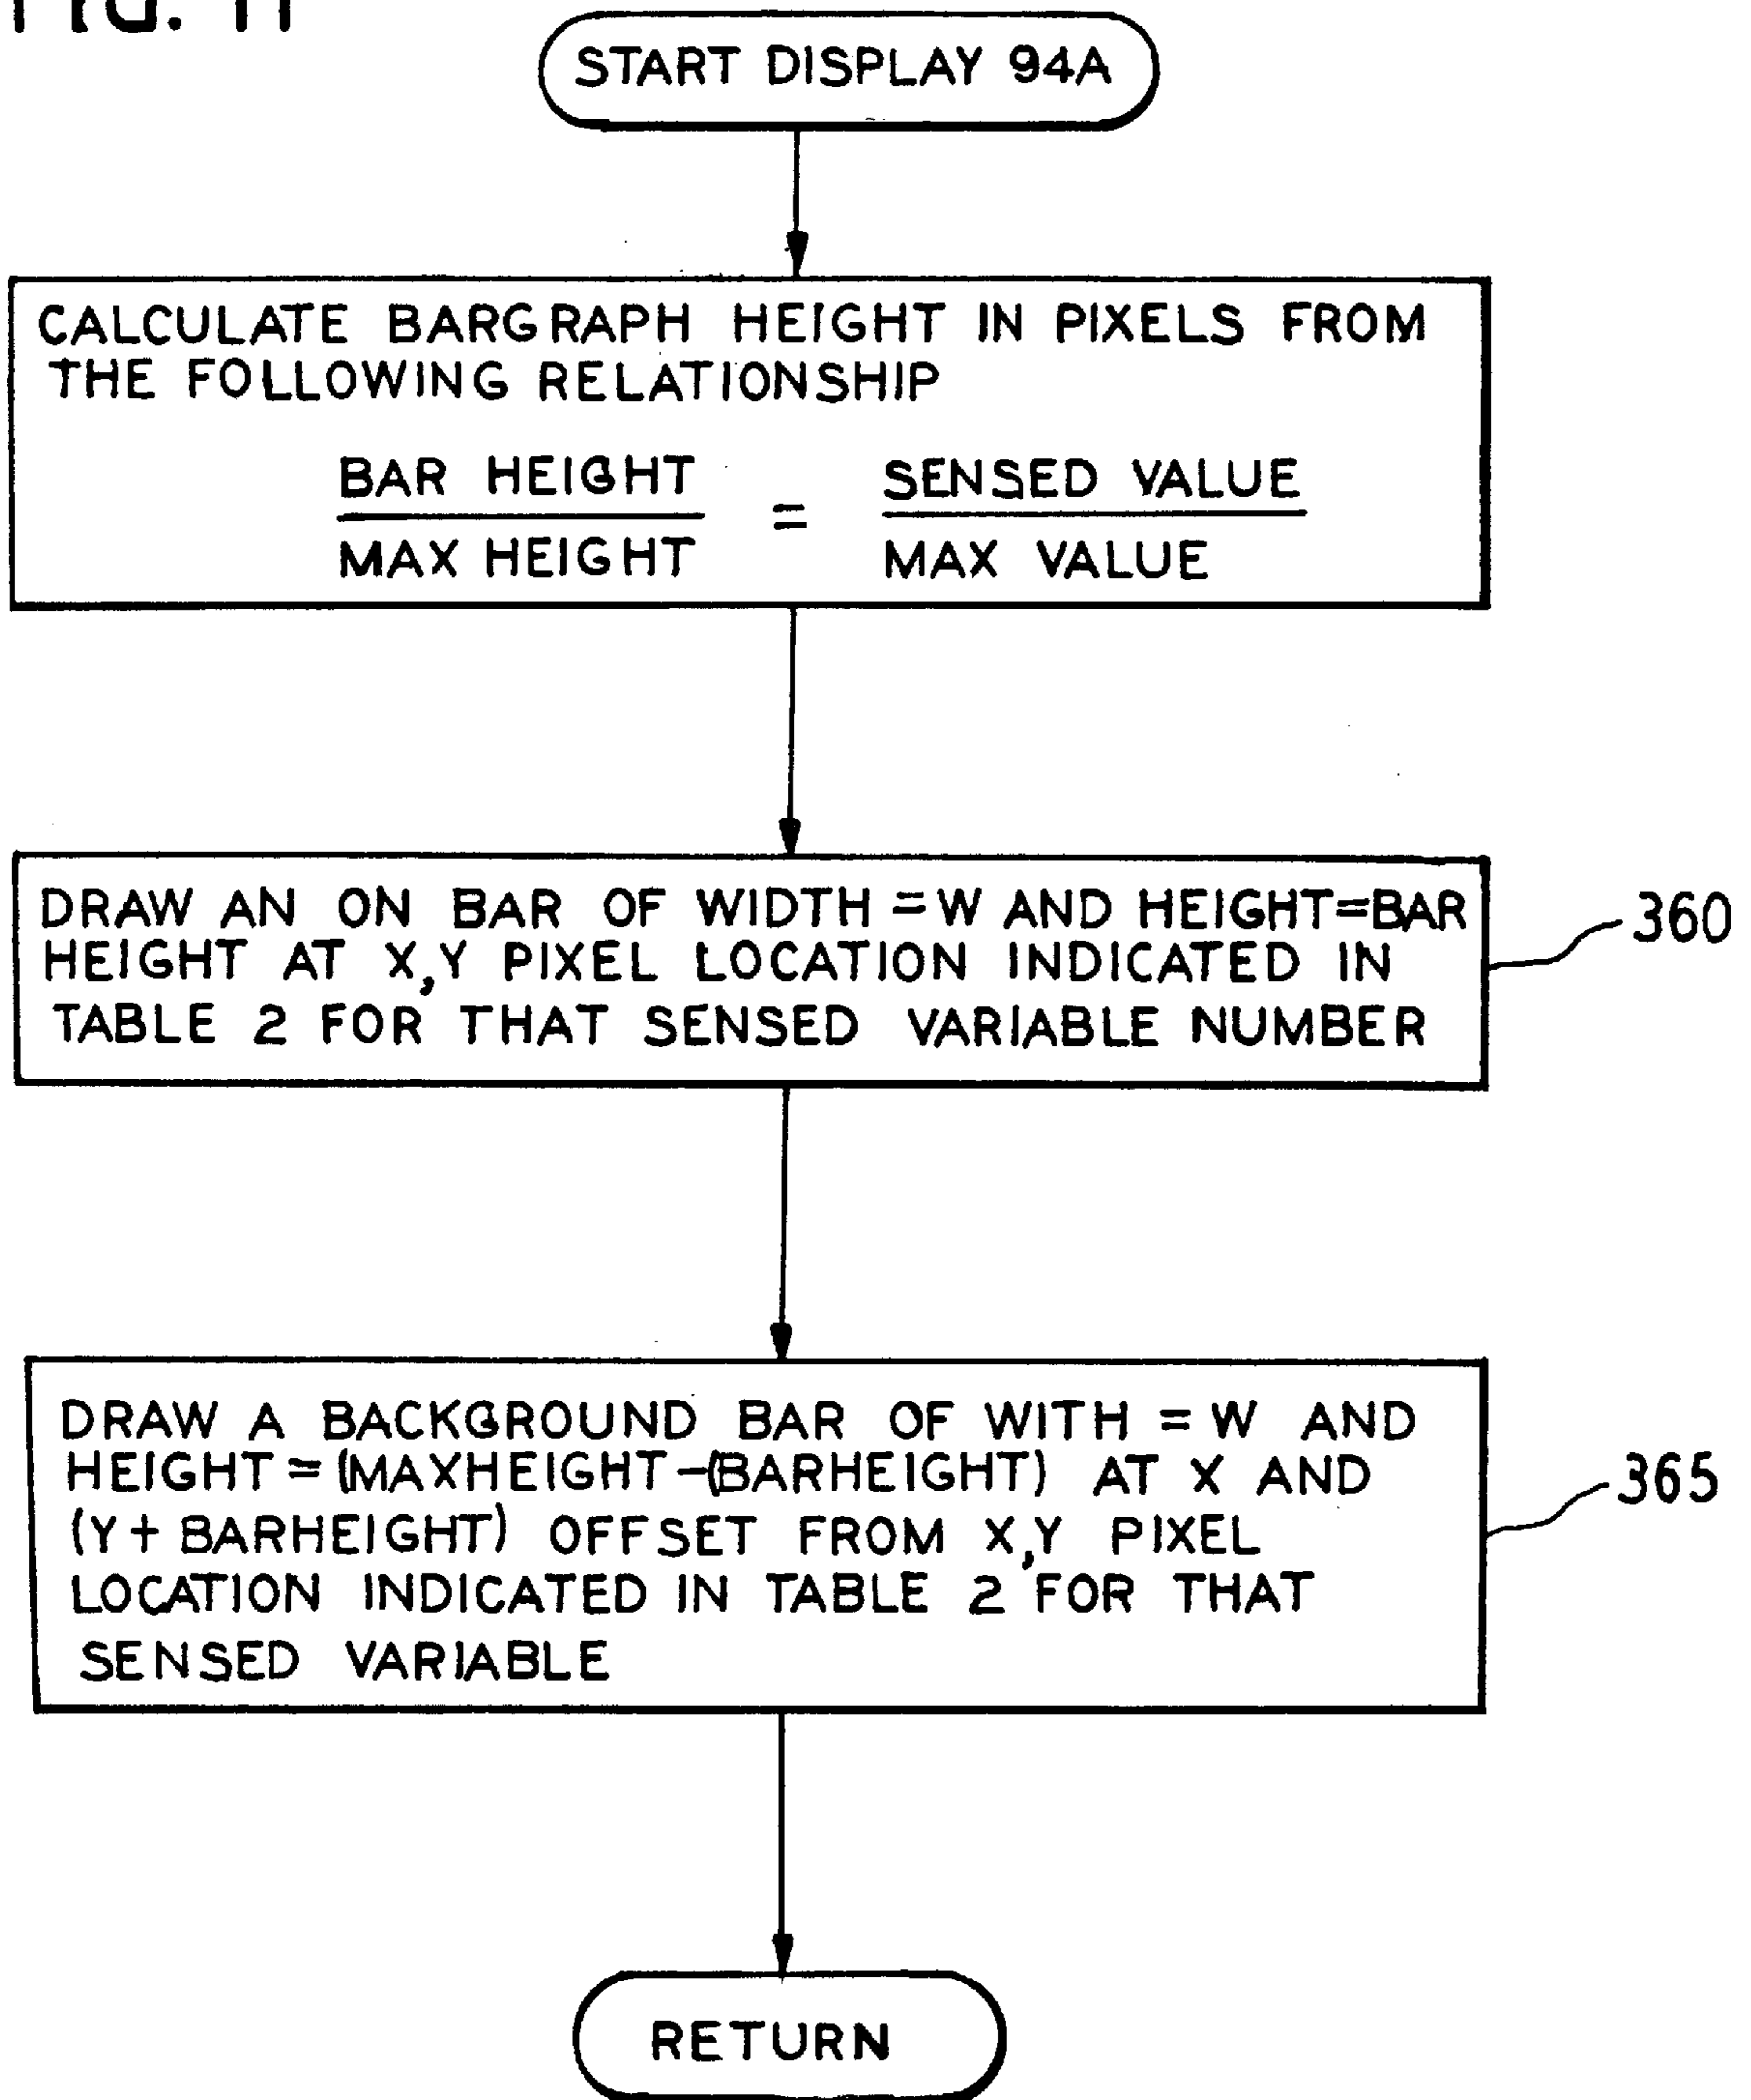 FIG. 11
START DISPLAY 94A
CALCULATE BARGRAPH HEIGHT IN PIXELS FROM
THE FOLLOWING RELATIONSHIP
BAR HEIGHT
MAX HEIGHT
=
SENSED VALUE
MAX VALUE
DRAW AN ON BAR OF WIDTH =W AND HEIGHT=BAR
HEIGHT AT X,Y PIXEL LOCATION INDICATED IN
TABLE 2 FOR THAT SENSED VARIABLE NUMBER
360
DRAW A BACKGROUND BAR OF WITH = W AND
HEIGHT = (MAXHEIGHT-(BARHEIGHT) AT X AND
(Y + BARHEIGHT) OFFSET FROM X,Y PIXEL
LOCATION INDICATED IN TABLE 2 FOR THAT
SENSED VARIABLE
365
RETURN